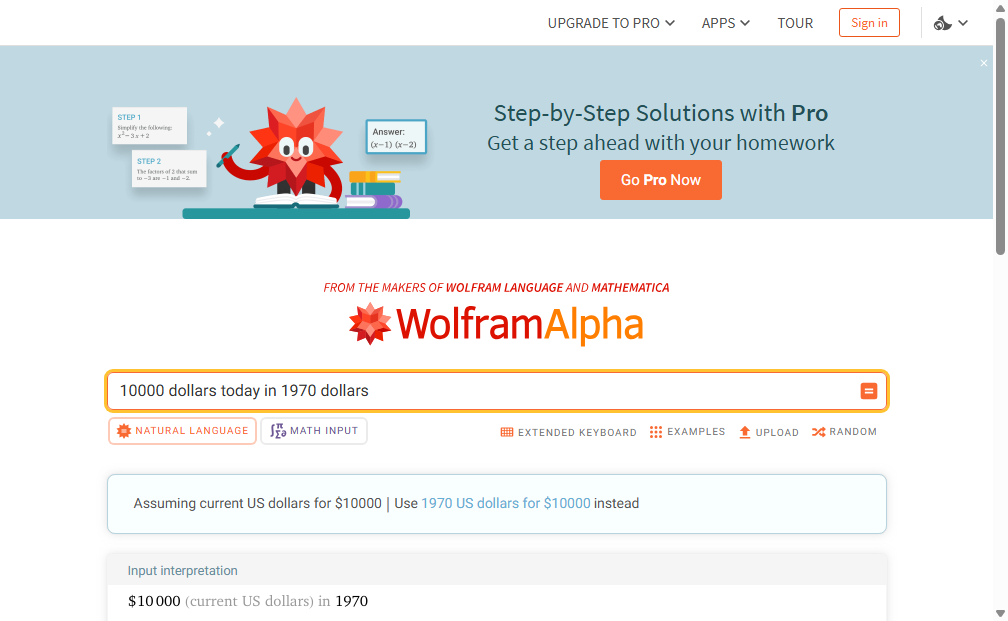 UPGRADE TO PRO APPS TOUR Sign in
STEP 1
Simplify the following:
x² − 3 x + 2
STEP 2
The factors of 2 that sum
to −3 are −1 and −2.
Answer:
(x−1) (x−2)
Step-by-Step Solutions with Pro
Get a step ahead with your homework
Go Pro Now
FROM THE MAKERS OF WOLFRAM LANGUAGE AND MATHEMATICA
WolframAlpha
10000 dollars today in 1970 dollars
NATURAL LANGUAGE MATH INPUT EXTENDED KEYBOARD EXAMPLES UPLOAD RANDOM
Assuming current US dollars for $10000 | Use 1970 US dollars for $10000 instead
Input interpretation
$10 000 (current US dollars) in 1970